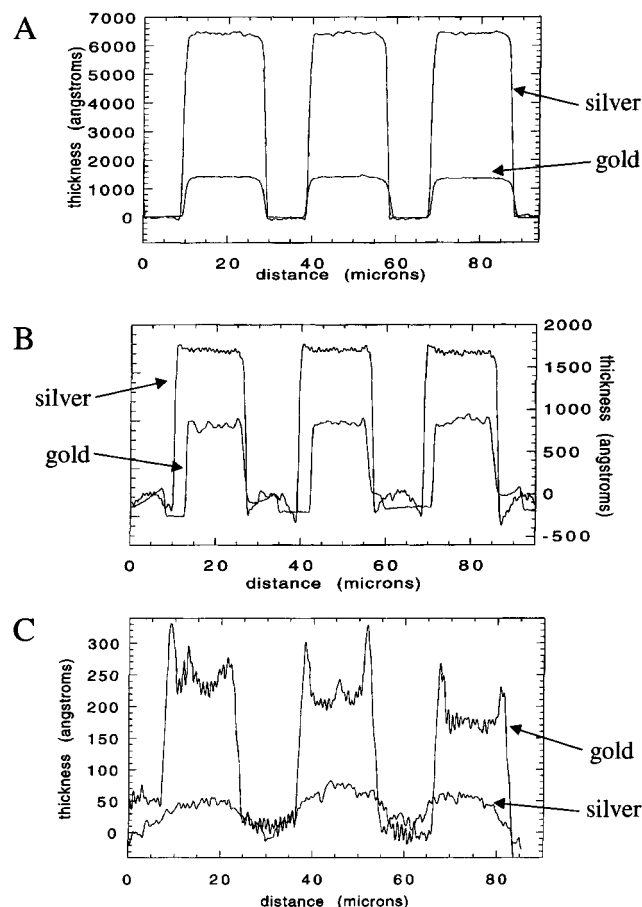 A
7000
6000
5000
4000
3000
2000
1000
0
thickness (angstroms)
silver
gold
0 20 40 60 80
distance (microns)
B
2000
1500
1000
500
0
-500
thickness (angstroms)
silver
gold
0 20 40 60 80
distance (microns)
C
300
250
200
150
100
50
0
thickness (angstroms)
gold
silver
0 20 40 60 80
distance (microns)